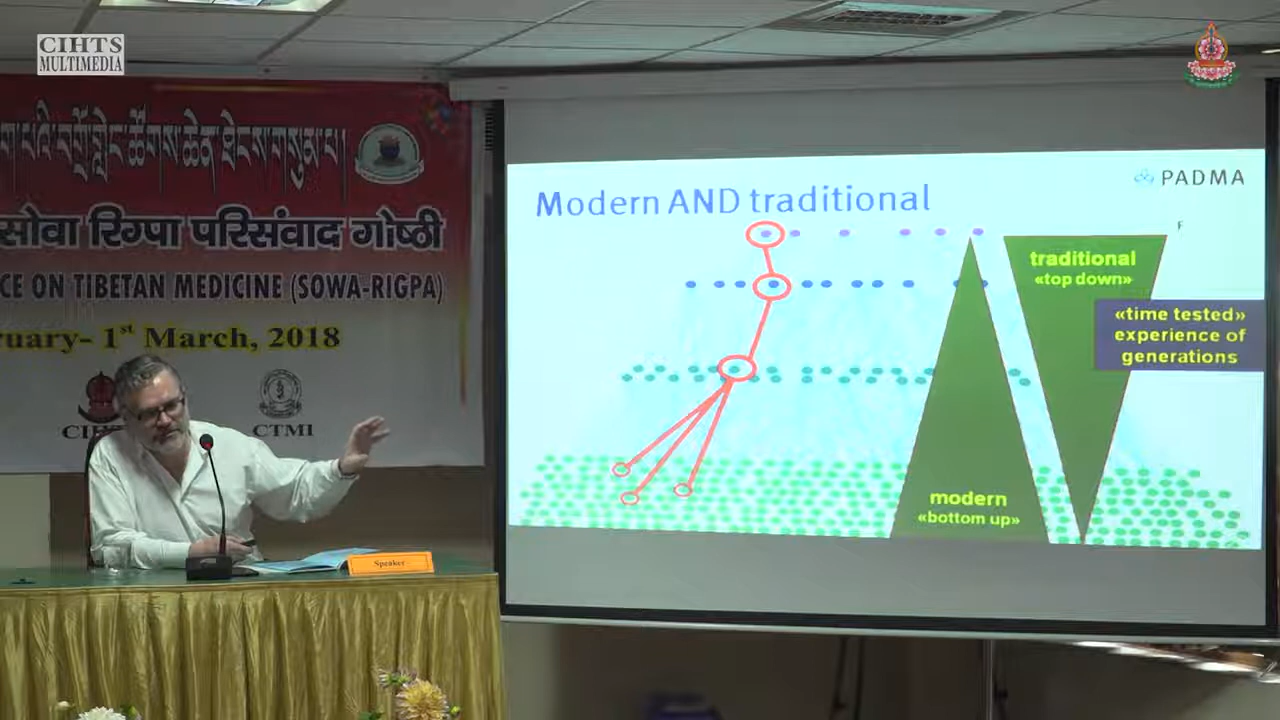 CIHTS
MULTIMEDIA
सोवा रिग्पा परिसंवाद गोष्ठी
CE ON TIBETAN MEDICINE (SOWA-RIGPA)
ruary- 1st March, 2018
CIH
CTMI
Speaker
PADMA
Modern AND traditional
traditional
«top down»
«time tested»
experience of
generations
modern
«bottom up»